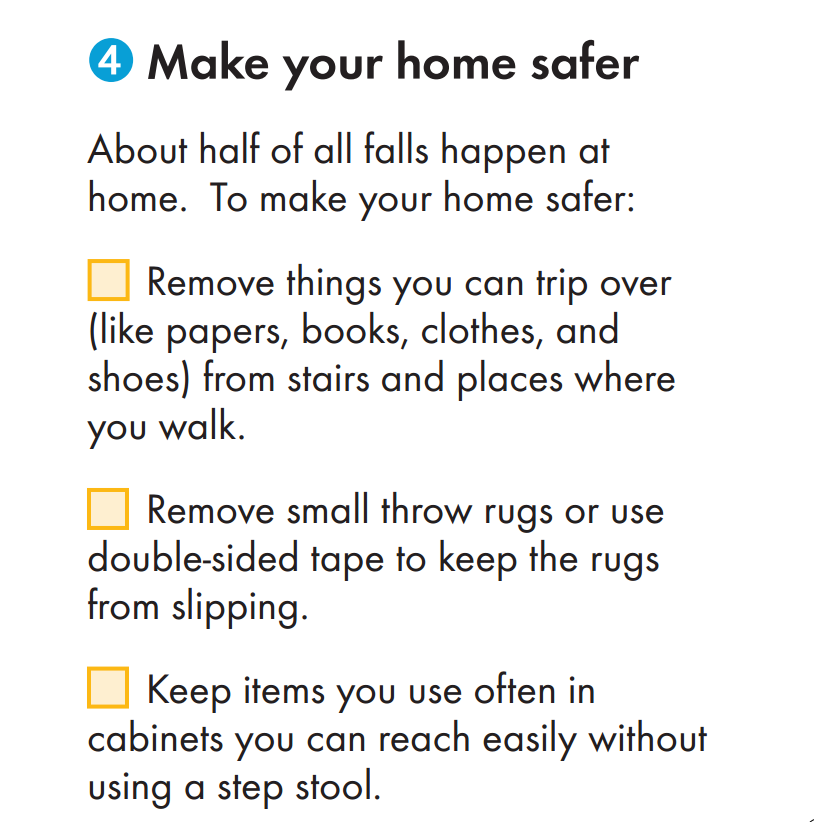 4 Make your home safer
About half of all falls happen at
home.  To make your home safer:
Remove things you can trip over
(like papers, books, clothes, and
shoes) from stairs and places where
you walk.
Remove small throw rugs or use
double-sided tape to keep the rugs
from slipping.
Keep items you use often in
cabinets you can reach easily without
using a step stool.